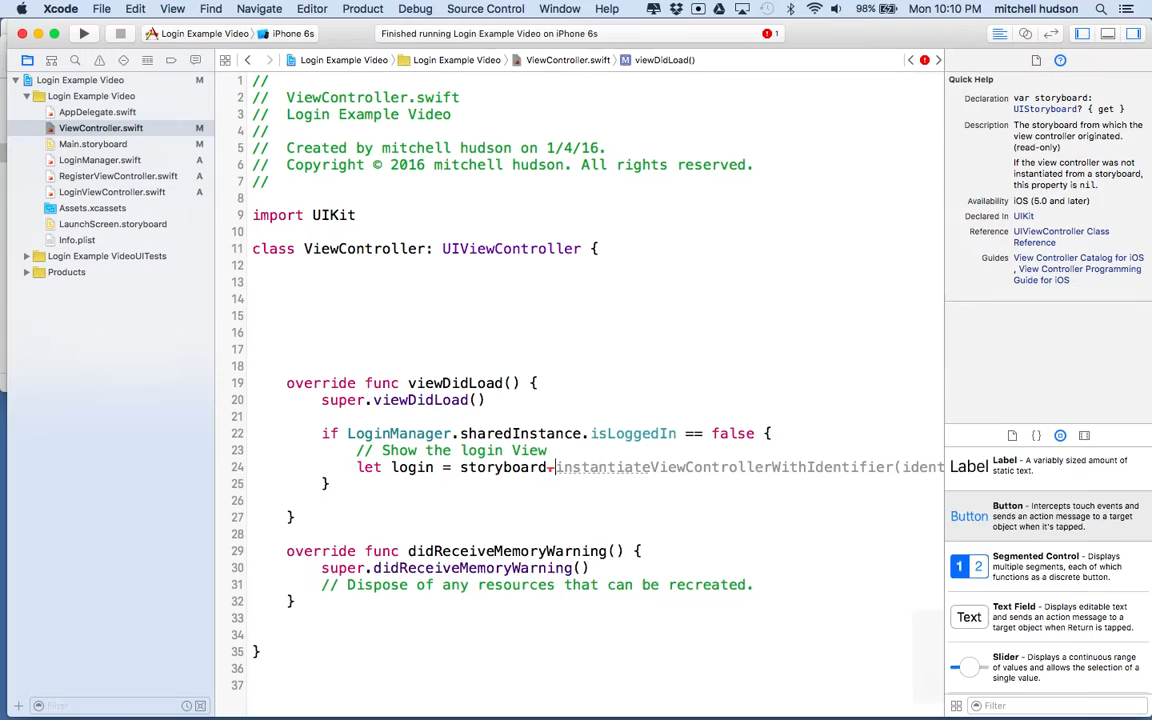 Xcode File Edit View Find Navigate Editor Product Debug Source Control Window Help 98% Mon 10:10 PM mitchell hudson
Login Example Video iPhone 6s Finished running Login Example Video on iPhone 6s 1
Login Example Video Login Example Video ViewController.swift viewDidLoad()
Login Example Video M
Login Example Video
AppDelegate.swift
ViewController.swift M
Main.storyboard M
LoginManager.swift A
RegisterViewController.swift A
LoginViewController.swift A
Assets.xcassets
LaunchScreen.storyboard
Info.plist
Login Example VideoUITests
Products
Filter
1 //
2 // ViewController.swift
3 // Login Example Video
4 //
5 // Created by mitchell hudson on 1/4/16.
6 // Copyright © 2016 mitchell hudson. All rights reserved.
7 //
8
9 import UIKit
10
11 class ViewController: UIViewController {
12
13
14
15
16
17
18
19 override func viewDidLoad() {
20 super.viewDidLoad()
21
22 if LoginManager.sharedInstance.isLoggedIn == false {
23 // Show the login View
24 let login = storyboard.instantiateViewControllerWithIdentifier(ident
25 }
26
27 }
28
29 override func didReceiveMemoryWarning() {
30 super.didReceiveMemoryWarning()
31 // Dispose of any resources that can be recreated.
32 }
33
34
35 }
36
37
Quick Help
Declaration var storyboard:
UIStoryboard? { get }
Description The storyboard from which the
view controller originated.
(read-only)
If the view controller was not
instantiated from a storyboard,
this property is nil.
Availability iOS (5.0 and later)
Declared In UIKit
Reference UIViewController Class
Reference
Guides View Controller Catalog for iOS
, View Controller Programming
Guide for iOS
Label Label - A variably sized amount of
static text.
Button Button - Intercepts touch events and
sends an action message to a target
object when it's tapped.
1 2 Segmented Control - Displays
multiple segments, each of which
functions as a discrete button.
Text Text Field - Displays editable text
and sends an action message to a
target object when Return is tapped.
Slider - Displays a continuous range
of values and allows the selection of a
single value.
Filter